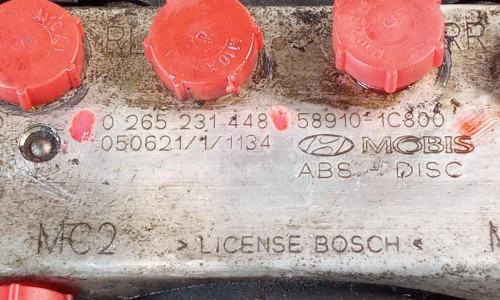 RL RR
0 265 231 448 58910-1C800
050621/1/1134 MOBIS
ABS - DISC
MC2 > LICENSE BOSCH <